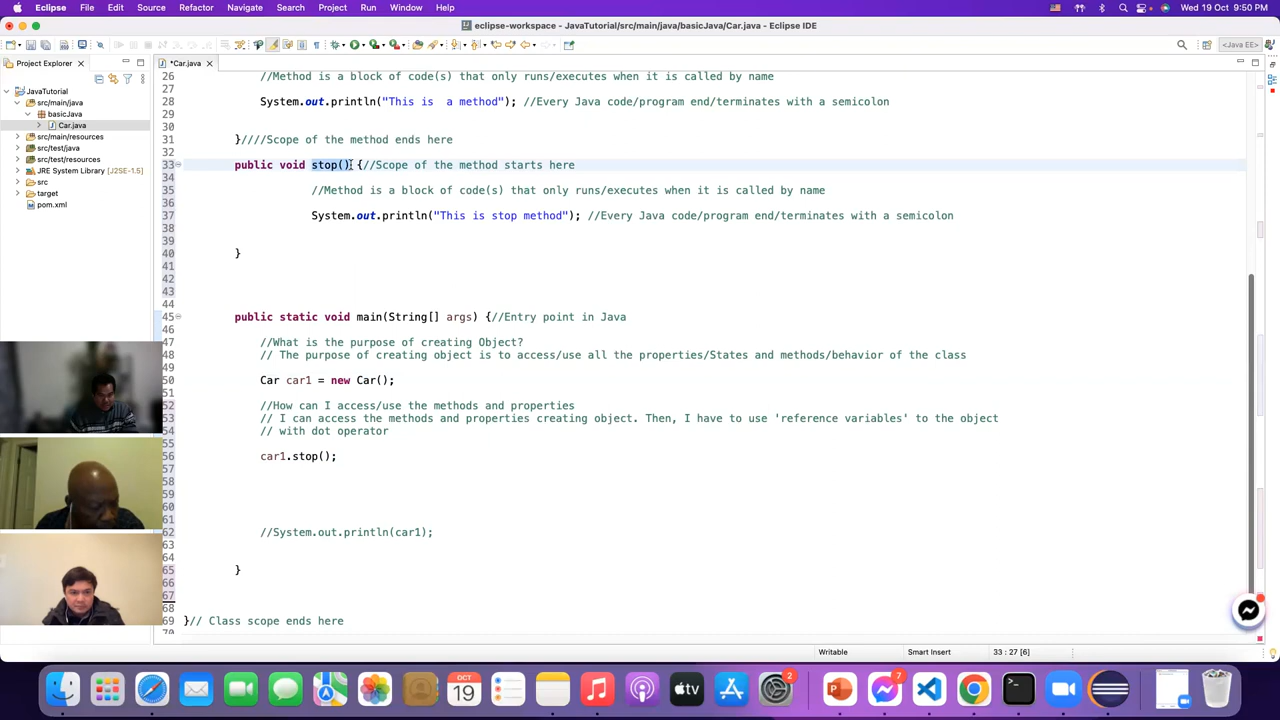 Eclipse File Edit Source Refactor Navigate Search Project Run Window Help 1 Wed 19 Oct 9:50 PM
eclipse-workspace - JavaTutorial/src/main/java/basicJava/Car.java - Eclipse IDE
<Java EE>
Project Explorer
*Car.java
JavaTutorial
src/main/java
basicJava
Car.java
src/main/resources
src/test/java
src/test/resources
JRE System Library [J2SE-1.5]
src
target
pom.xml
26 //Method is a block of code(s) that only runs/executes when it is called by name
27
28 System.out.println("This is  a method"); //Every Java code/program end/terminates with a semicolon
29
30
31 }////Scope of the method ends here
32
33 public void stop() {//Scope of the method starts here
34
35 //Method is a block of code(s) that only runs/executes when it is called by name
36
37 System.out.println("This is stop method"); //Every Java code/program end/terminates with a semicolon
38
39
40 }
41
42
43
44
45 public static void main(String[] args) {//Entry point in Java
46
47 //What is the purpose of creating Object?
48 // The purpose of creating object is to access/use all the properties/States and methods/behavior of the class
49
50 Car car1 = new Car();
51
52 //How can I access/use the methods and properties
53 // I can access the methods and properties creating object. Then, I have to use 'reference variables' to the object
54 // with dot operator
55
56 car1.stop();
57
58
59
60
61
62 //System.out.println(car1);
63
64
65 }
66
67
68
69 }// Class scope ends here
70
Writable Smart Insert 33 : 27 [6]
OCT
19
2
7
tv